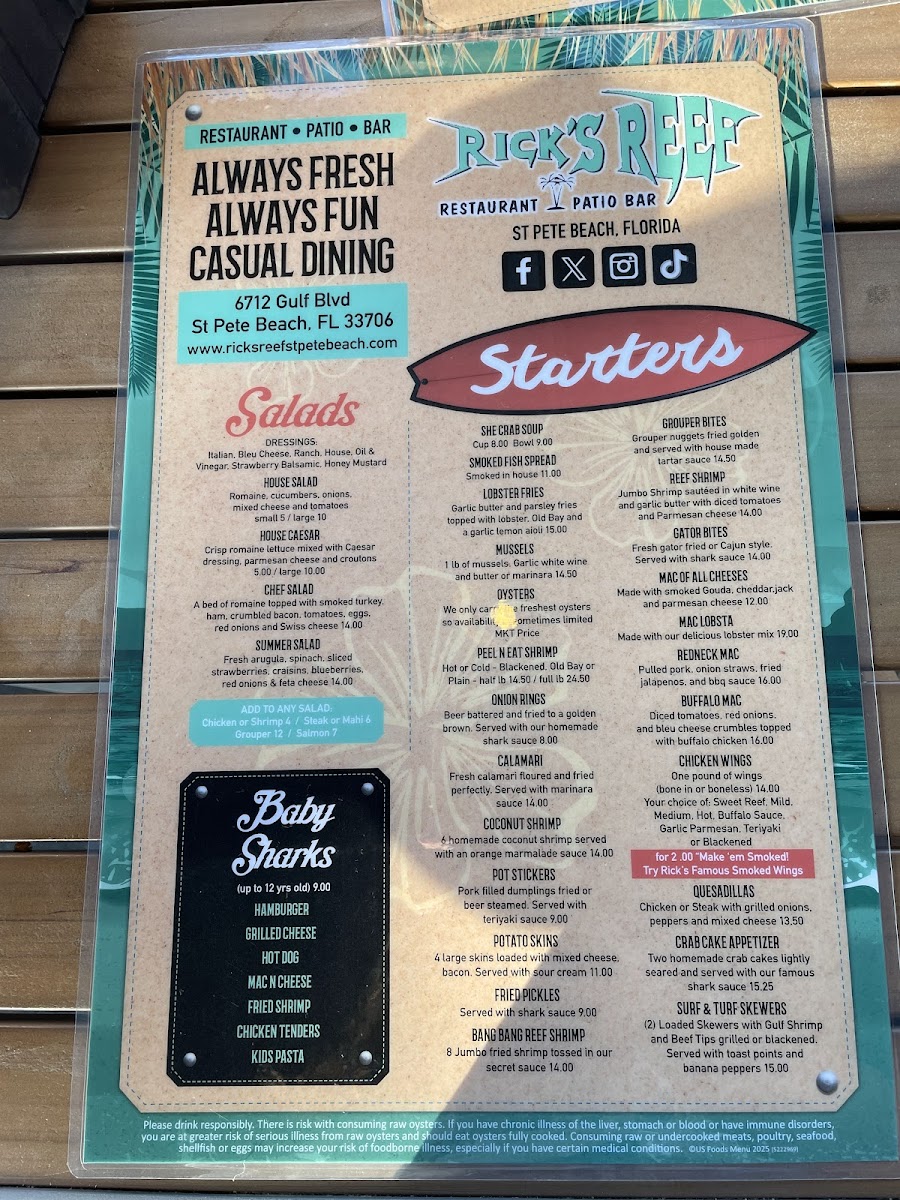 RESTAURANT • PATIO • BAR
ALWAYS FRESH
ALWAYS FUN
CASUAL DINING
6712 Gulf Blvd
St Pete Beach, FL 33706
www.ricksreefstpetebeach.com
RICK'S REEF
RESTAURANT PATIO BAR
ST PETE BEACH, FLORIDA
Salads
DRESSINGS:
Italian, Bleu Cheese, Ranch, House, Oil &
Vinegar, Strawberry Balsamic, Honey Mustard
HOUSE SALAD
Romaine, cucumbers, onions,
mixed cheese and tomatoes
small 5 / large 10
HOUSE CAESAR
Crisp romaine lettuce mixed with Caesar
dressing, parmesan cheese and croutons
5.00 / large 10.00
CHEF SALAD
A bed of romaine topped with smoked turkey,
ham, crumbled bacon, tomatoes, eggs,
red onions and Swiss cheese 14.00
SUMMER SALAD
Fresh arugula, spinach, sliced
strawberries, craisins, blueberries,
red onions & feta cheese 14.00
ADD TO ANY SALAD:
Chicken or Shrimp 4 / Steak or Mahi 6
Grouper 12 / Salmon 7
Baby
Sharks
(up to 12 yrs old) 9.00
HAMBURGER
GRILLED CHEESE
HOT DOG
MAC N CHEESE
FRIED SHRIMP
CHICKEN TENDERS
KIDS PASTA
Starters
SHE CRAB SOUP
Cup 8.00 Bowl 9.00
SMOKED FISH SPREAD
Smoked in house 11.00
LOBSTER FRIES
Garlic butter and parsley fries
topped with lobster, Old Bay and
a garlic lemon aioli 15.00
MUSSELS
1 lb of mussels. Garlic white wine
and butter or marinara 14.50
OYSTERS
We only freshest oysters
so sometimes limited
MKT Price
PEEL N EAT SHRIMP
Hot or Cold - Blackened, Old Bay or
Plain - half lb 14.50 / full lb 24.50
ONION RINGS
Beer battered and fried to a golden
brown. Served with our homemade
shark sauce 8.00
CALAMARI
Fresh calamari floured and fried
perfectly. Served with marinara
sauce 14.00
COCONUT SHRIMP
6 homemade coconut shrimp served
with an orange marmalade sauce 14.00
POT STICKERS
Pork filled dumplings fried or
beer steamed. Served with
teriyaki sauce 9.00
POTATO SKINS
4 large skins loaded with mixed cheese,
bacon. Served with sour cream 11.00
FRIED PICKLES
Served with shark sauce 9.00
BANG BANG REEF SHRIMP
8 Jumbo fried shrimp tossed in our
secret sauce 14.00
GROUPER BITES
Grouper nuggets fried golden
and served with house made
tartar sauce 14.50
REEF SHRIMP
Jumbo Shrimp sautéed in white wine
and garlic butter with diced tomatoes
and Parmesan cheese 14.00
GATOR BITES
Fresh gator fried or Cajun style.
Served with shark sauce 14.00
MAC OF ALL CHEESES
Made with smoked Gouda, cheddar,jack
and parmesan cheese 12.00
MAC LOBSTA
Made with our delicious lobster mix 19.00
REDNECK MAC
Pulled pork, onion straws, fried
jalapenos, and bbq sauce 16.00
BUFFALO MAC
Diced tomatoes, red onions,
and bleu cheese crumbles topped
with buffalo chicken 16.00
CHICKEN WINGS
One pound of wings
(bone in or boneless) 14.00
Your choice of: Sweet Reef, Mild,
Medium, Hot, Buffalo Sauce,
Garlic Parmesan, Teriyaki
or Blackened
for 2 .00 "Make 'em Smoked!
Try Rick's Famous Smoked Wings
QUESADILLAS
Chicken or Steak with grilled onions,
peppers and mixed cheese 13.50
CRAB CAKE APPETIZER
Two homemade crab cakes lightly
seared and served with our famous
shark sauce 15.25
SURF & TURF SKEWERS
(2) Loaded Skewers with Gulf Shrimp
and Beef Tips grilled or blackened.
Served with toast points and
banana peppers 15.00
Please drink responsibly. There is risk with consuming raw oysters. If you have chronic illness of the liver, stomach or blood or have immune disorders,
you are at greater risk of serious illness from raw oysters and should eat oysters fully cooked. Consuming raw or undercooked meats, poultry, seafood,
shellfish or eggs may increase your risk of foodborne illness, especially if you have certain medical conditions. ©US Foods Menu 2025 (5222969)